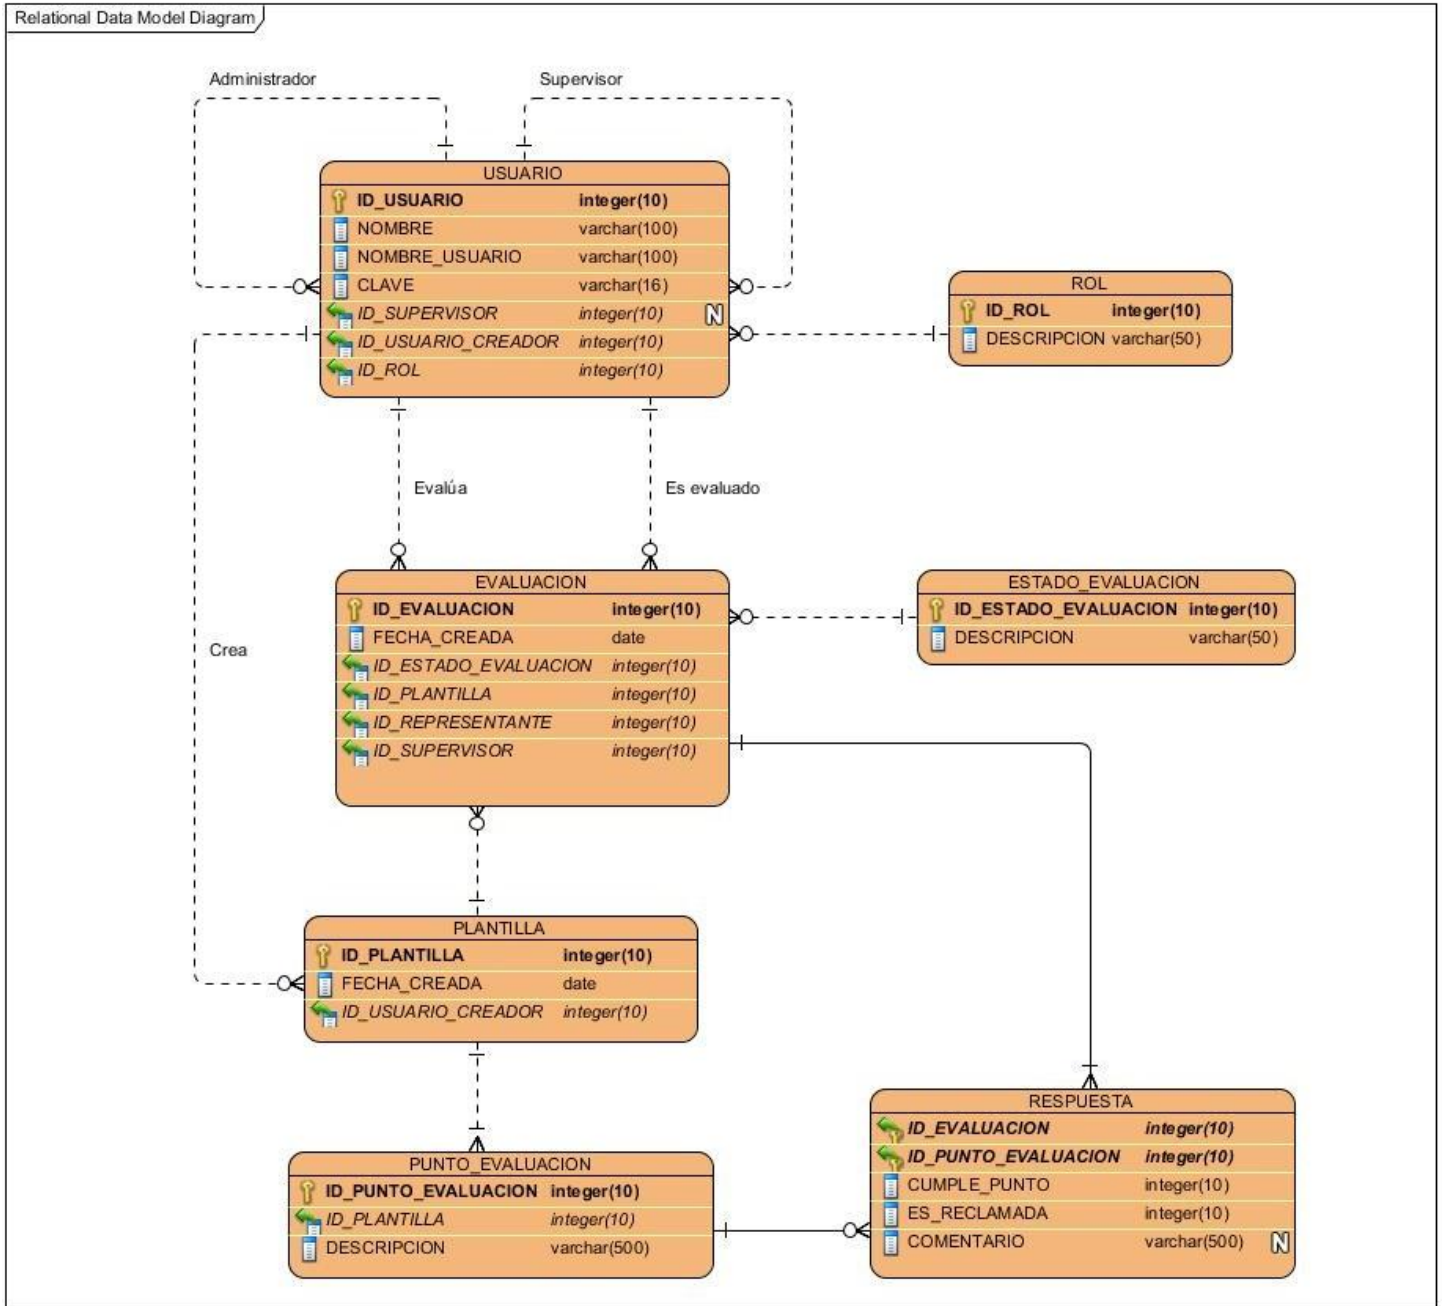 Relational Data Model Diagram
Administrador
Supervisor
USUARIO
ID_USUARIO integer(10)
NOMBRE varchar(100)
NOMBRE_USUARIO varchar(100)
CLAVE varchar(16)
ID_SUPERVISOR integer(10) N
ID_USUARIO_CREADOR integer(10)
ID_ROL integer(10)
ROL
ID_ROL integer(10)
DESCRIPCION varchar(50)
Evalúa
Es evaluado
EVALUACION
ID_EVALUACION integer(10)
FECHA_CREADA date
ID_ESTADO_EVALUACION integer(10)
ID_PLANTILLA integer(10)
ID_REPRESENTANTE integer(10)
ID_SUPERVISOR integer(10)
ESTADO_EVALUACION
ID_ESTADO_EVALUACION integer(10)
DESCRIPCION varchar(50)
Crea
PLANTILLA
ID_PLANTILLA integer(10)
FECHA_CREADA date
ID_USUARIO_CREADOR integer(10)
PUNTO_EVALUACION
ID_PUNTO_EVALUACION integer(10)
ID_PLANTILLA integer(10)
DESCRIPCION varchar(500)
RESPUESTA
ID_EVALUACION integer(10)
ID_PUNTO_EVALUACION integer(10)
CUMPLE_PUNTO integer(10)
ES_RECLAMADA integer(10)
COMENTARIO varchar(500) N